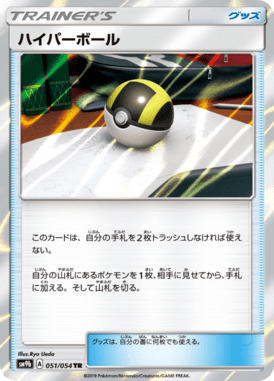 TRAINER'S
グッズ
ハイパーボール
このカードは、自分の手札を2枚トラッシュしなければ使え
ない。
自分の山札にあるポケモンを1枚、相手に見せてから、手札
に加える。そして山札を切る。
Illus.Ryo Ueda
SM9b A 051/054 TR
グッズは、自分の番に何枚でも使える。
©2019 Pokémon/Nintendo/Creatures/GAME FREAK.